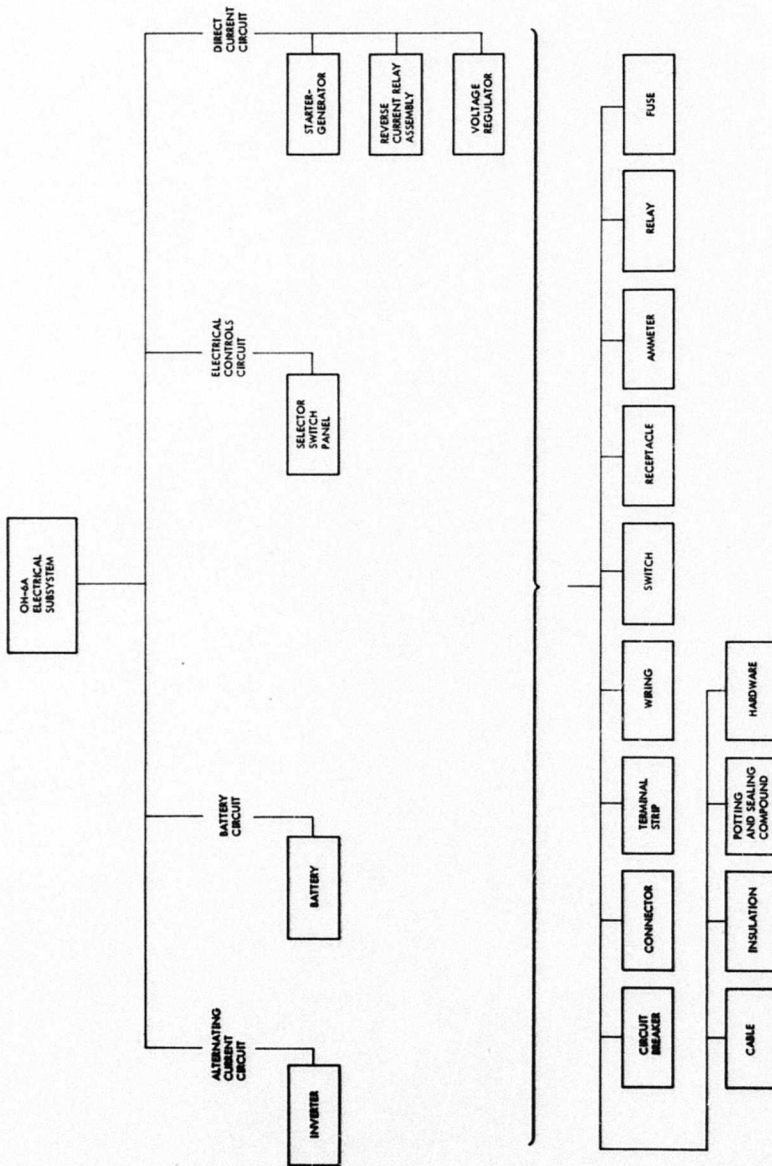 OH-6A
ELECTRICAL
SUBSYSTEM
ALTERNATING
CURRENT
CIRCUIT
INVERTER
BATTERY
CIRCUIT
BATTERY
ELECTRICAL
CONTROLS
CIRCUIT
SELECTOR
SWITCH
PANEL
DIRECT
CURRENT
CIRCUIT
STARTER-
GENERATOR
REVERSE
CURRENT RELAY
ASSEMBLY
VOLTAGE
REGULATOR
CIRCUIT
BREAKER
CONNECTOR
TERMINAL
STRIP
WIRING
SWITCH
RECEPTACLE
AMMETER
RELAY
FUSE
CABLE
INSULATION
POTTING
AND SEALING
COMPOUND
HARDWARE